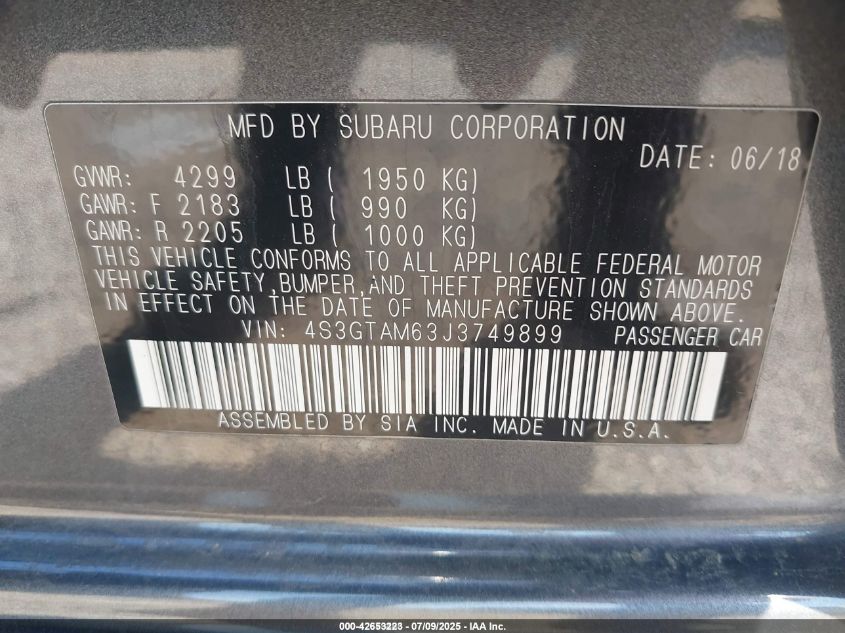 MFD BY SUBARU CORPORATION
DATE: 06/18
GVWR: 4299 LB ( 1950 KG)
GAWR: F 2183 LB ( 990 KG)
GAWR: R 2205 LB ( 1000 KG)
THIS VEHICLE CONFORMS TO ALL APPLICABLE FEDERAL MOTOR
VEHICLE SAFETY,BUMPER,AND THEFT PREVENTION STANDARDS
IN EFFECT ON THE DATE OF MANUFACTURE SHOWN ABOVE.
VIN: 4S3GTAM63J3749899 PASSENGER CAR
ASSEMBLED BY SIA INC. MADE IN U.S.A.
000-42653223 - 07/09/2025 - IAA Inc.